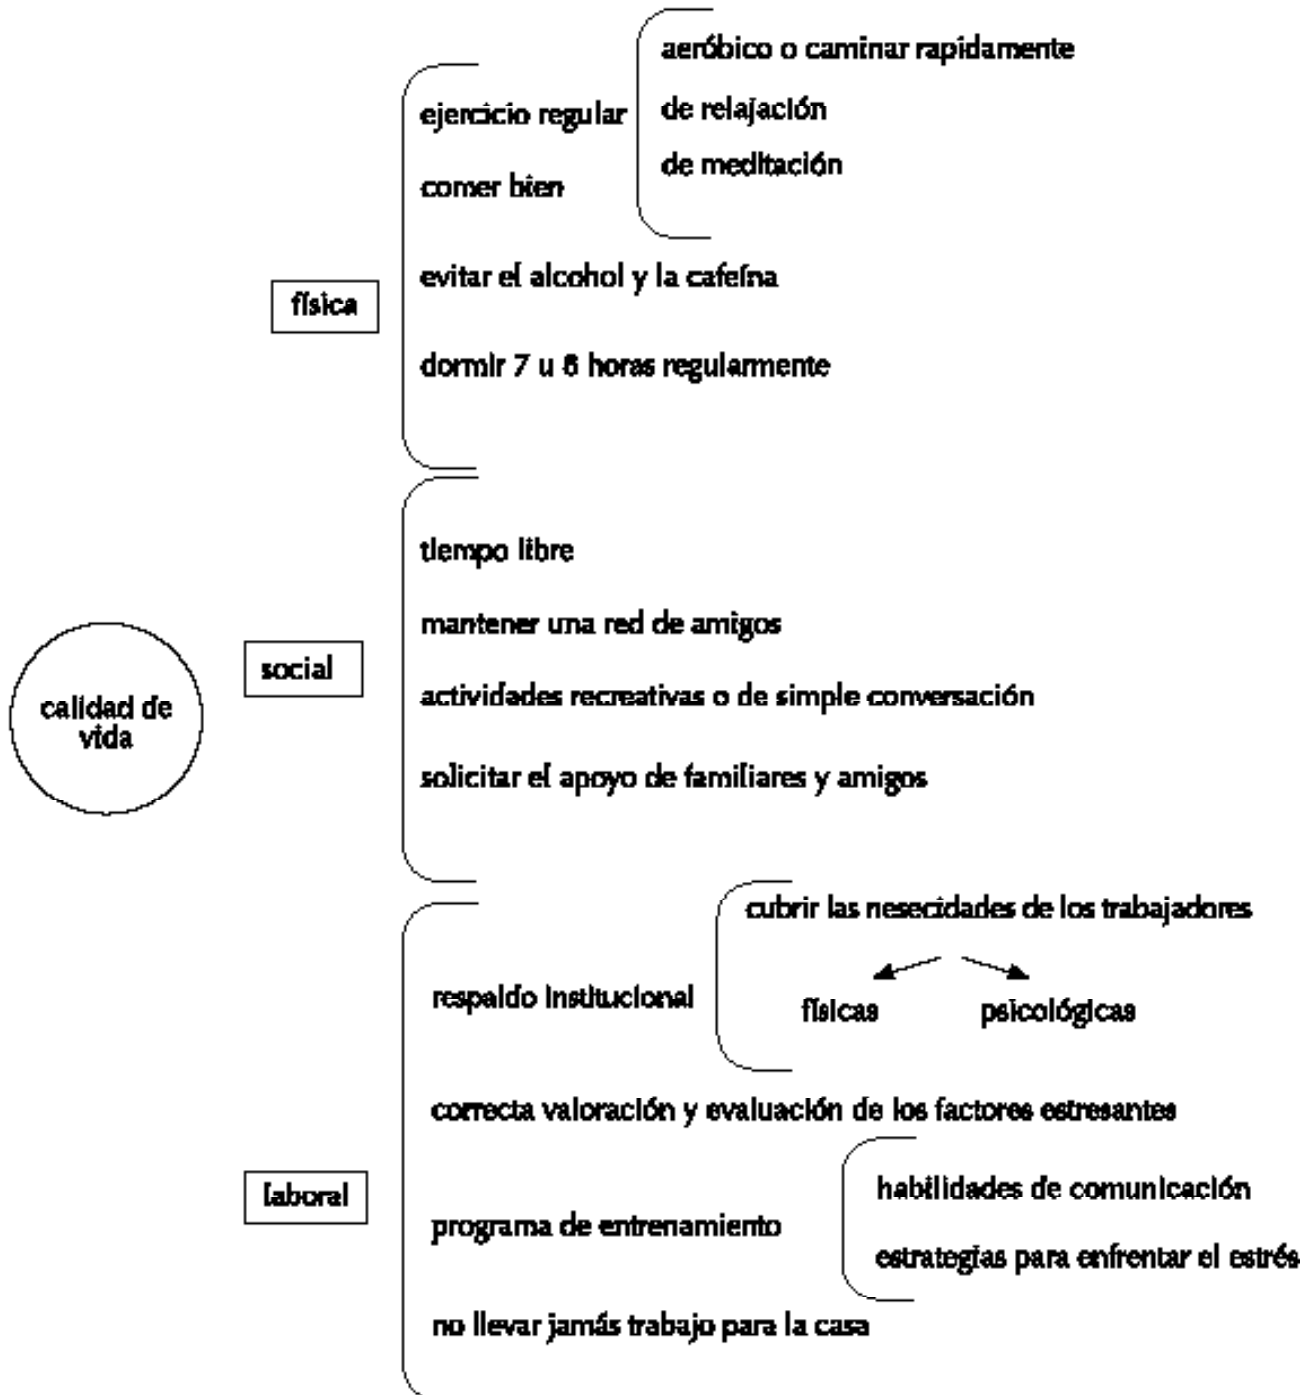 aeróbico o caminar rapidamente
ejercicio regular
de relajación
de meditación
comer bien
evitar el alcohol y la cafeína
física
dormir 7 u 8 horas regularmente
tiempo libre
mantener una red de amigos
social
actividades recreativas o de simple conversación
calidad de
vida
solicitar el apoyo de familiares y amigos
cubrir las nesecidades de los trabajadores
respaldo institucional
físicas
psicológicas
correcta valoración y evaluación de los factores estresantes
laboral
habilidades de comunicación
programa de entrenamiento
estrategias para enfrentar el estrés
no llevar jamás trabajo para la casa